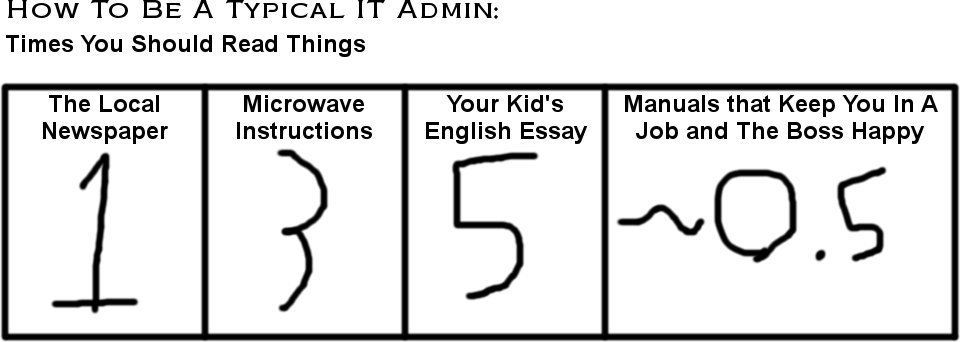 How To Be A Typical IT Admin:
Times You Should Read Things
The Local
Newspaper
1
Microwave
Instructions
3
Your Kid's
English Essay
5
Manuals that Keep You In A
Job and The Boss Happy
~0.5